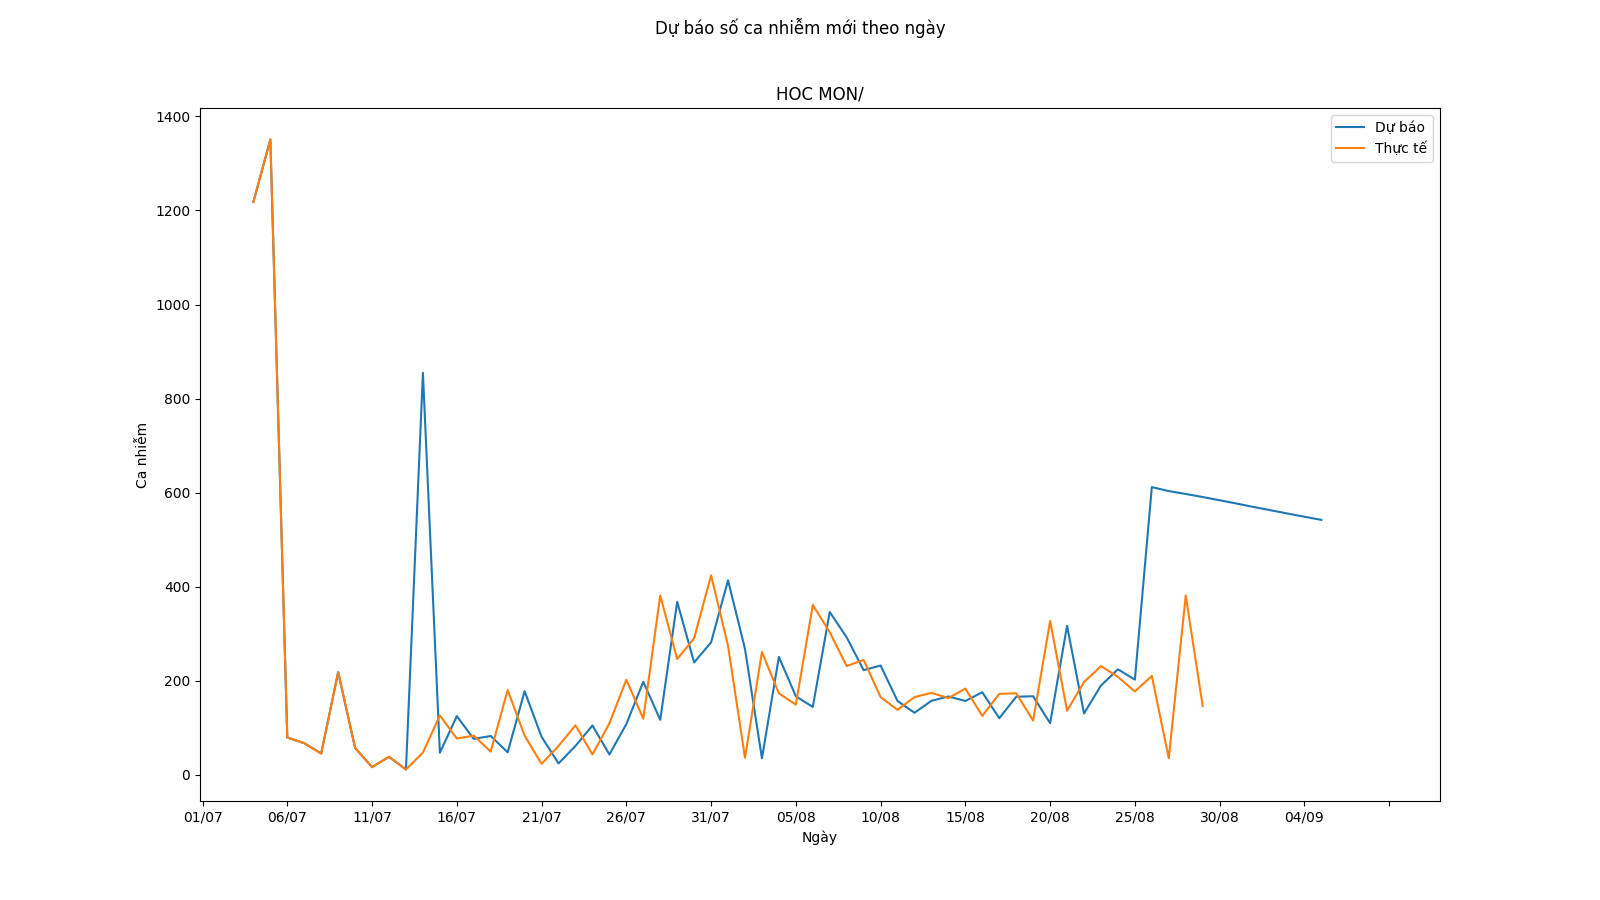 Dự báo số ca nhiễm mới theo ngày
HOC MON/
Dự báo
Thực tế
1400
1200
1000
800
600
400
200
0
Ca nhiễm
01/07 06/07 11/07 16/07 21/07 26/07 31/07 05/08 10/08 15/08 20/08 25/08 30/08 04/09
Ngày